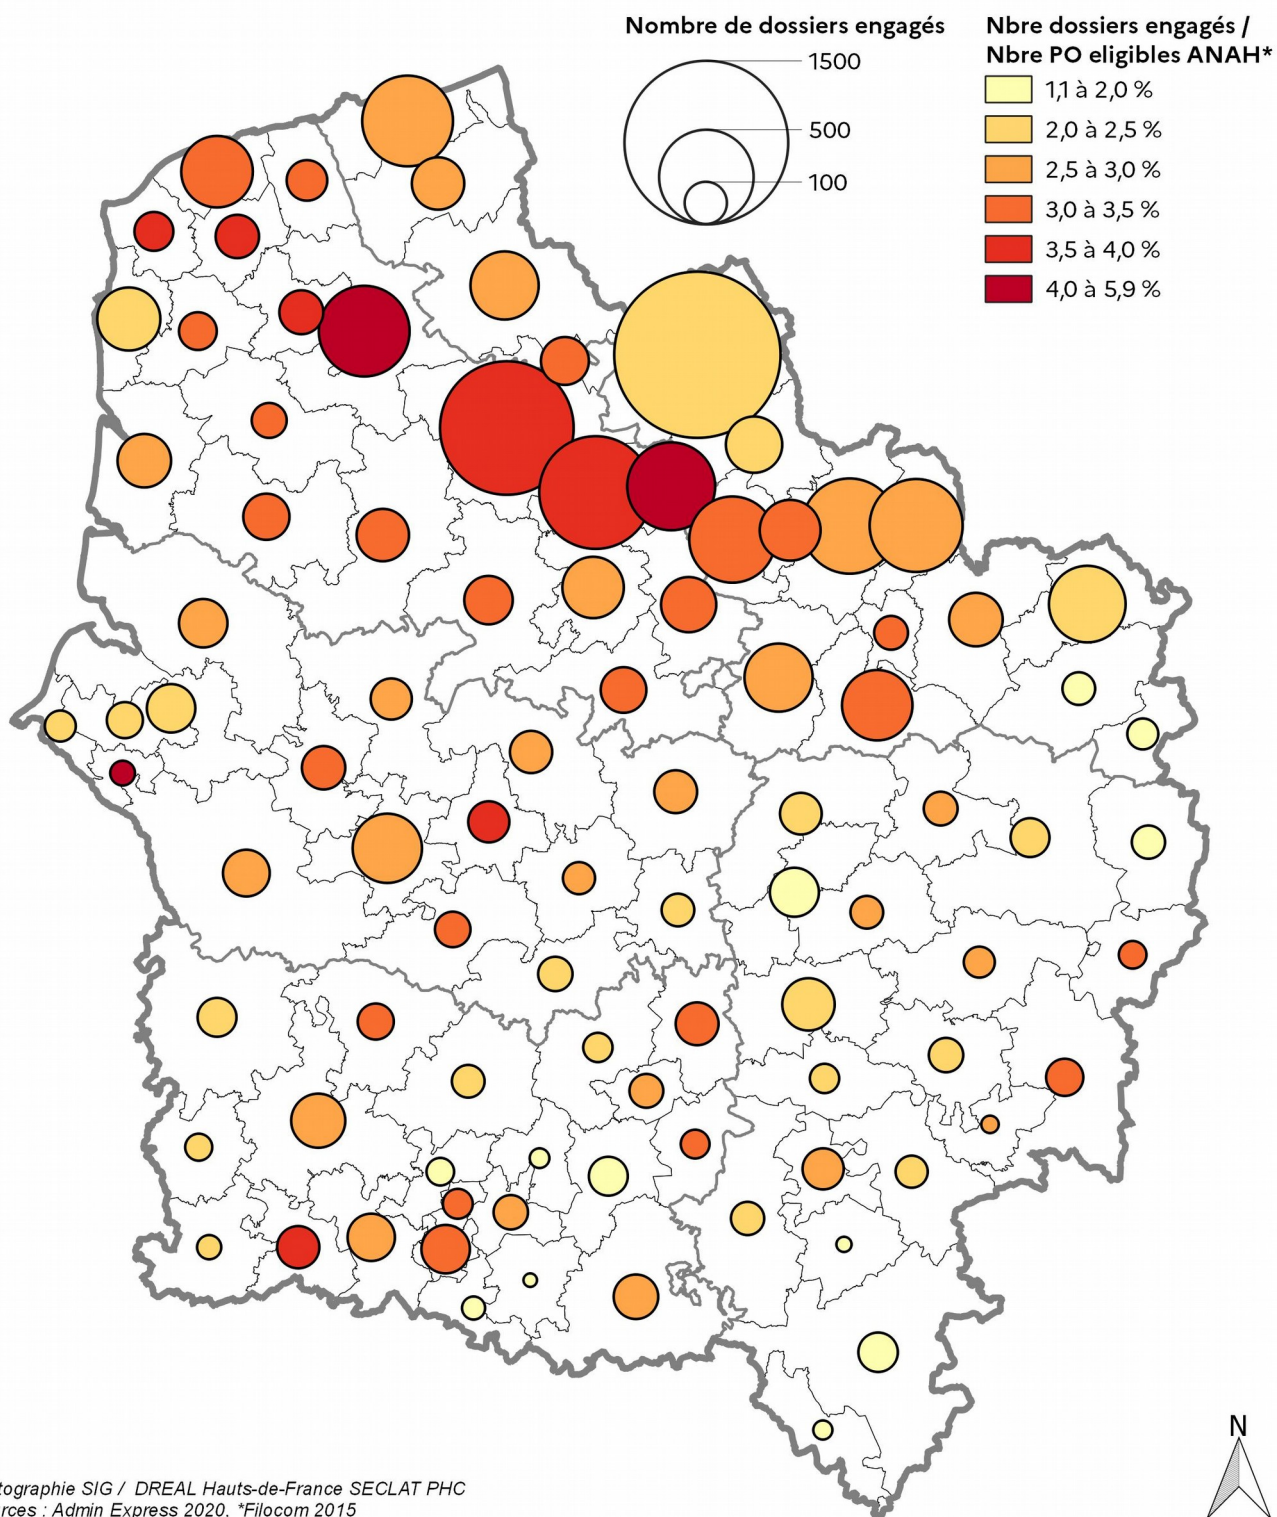 Nombre de dossiers engagés
1500
500
100
Nbre dossiers engagés /
Nbre PO eligibles ANAH*
1,1 à 2,0 %
2,0 à 2,5 %
2,5 à 3,0 %
3,0 à 3,5 %
3,5 à 4,0 %
4,0 à 5,9 %
N
tographie SIG / DREAL Hauts-de-France SECLAT PHC
rces : Admin Express 2020, *Filocom 2015